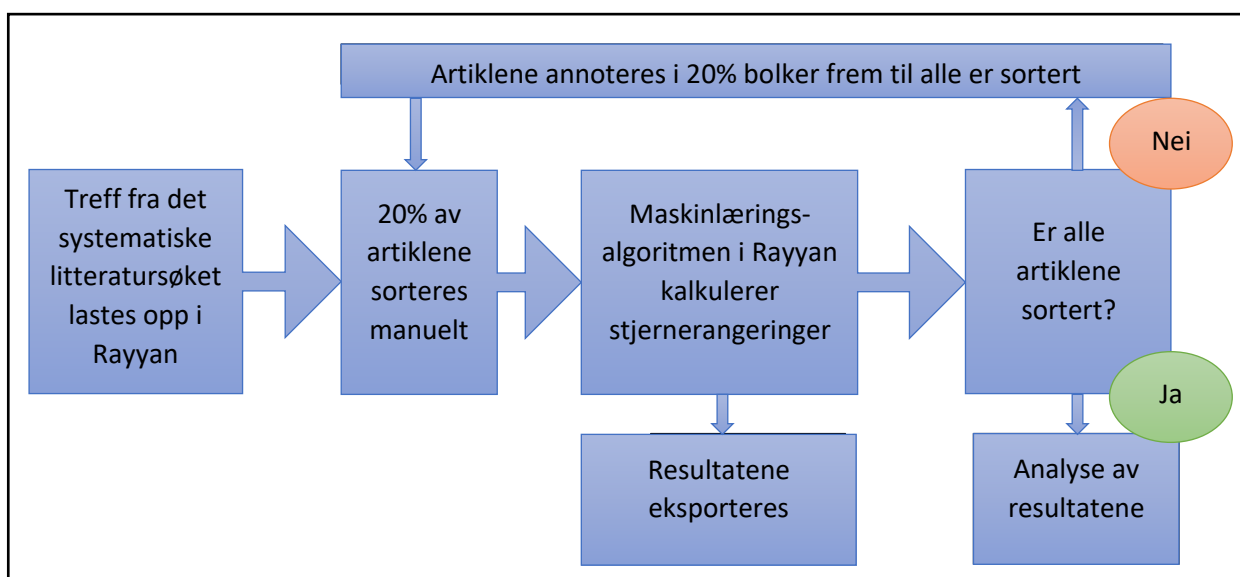 Artiklene annoteres i 20% bolker frem til alle er sortert
Nei
Treff fra det
systematiske
litteratursøket
lastes opp i
Rayyan
20% av
artiklene
sorteres
manuelt
Maskinlærings-
algoritmen i Rayyan
kalkulerer
stjernerangeringer
Er alle
artiklene
sortert?
Ja
Resultatene
eksporteres
Analyse av
resultatene